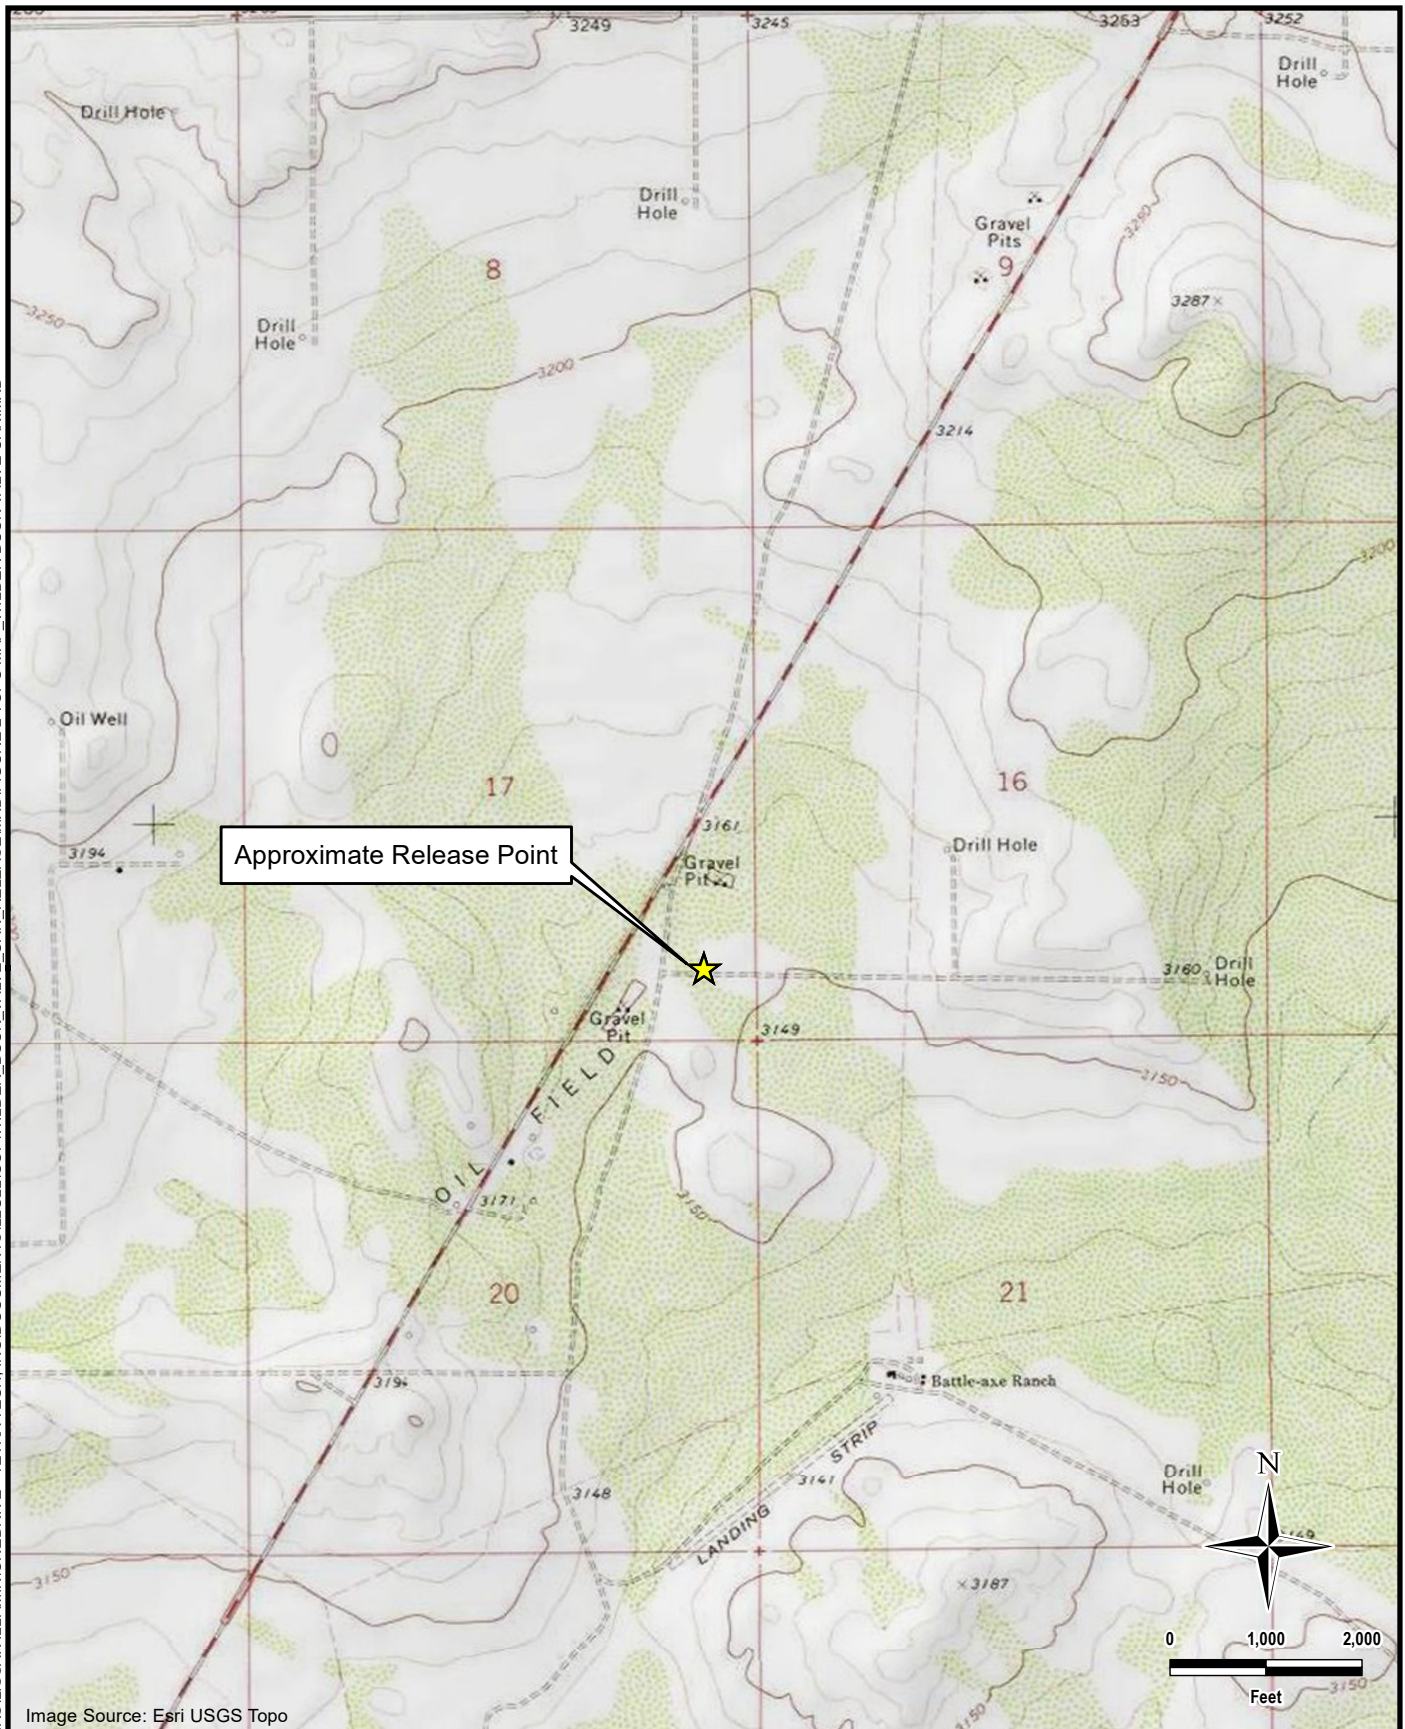 3249
3245
3263
3252
Drill
Hole
Drill Hole
Drill
Hole
Gravel
Pits
8
9
3250
3287
3250
Drill
Hole
3200
3214
3200
Oil Well
17
16
3161
3194
Approximate Release Point
Gravel
Pit
Drill Hole
3160
Drill
Hole
Gravel
Pit
3149
OIL FIELD
3150
3171
3150
20
21
3194
Battle-axe Ranch
LANDING STRIP
3141
Drill
Hole
N
3148
3149
3150
3187
0 1,000 2,000
Feet
3150
3150
Image Source: Esri USGS Topo